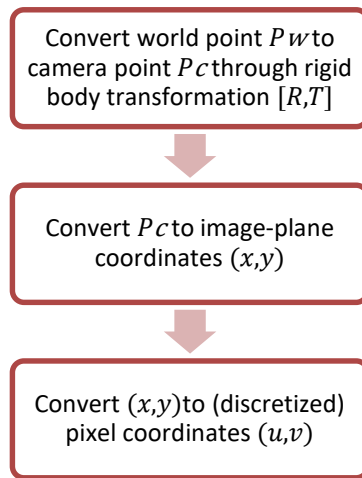 Convert world point Pw to
camera point Pc through rigid
body transformation [R,T]
Convert Pc to image-plane
coordinates (x,y)
Convert (x,y) to (discretized)
pixel coordinates (u,v)